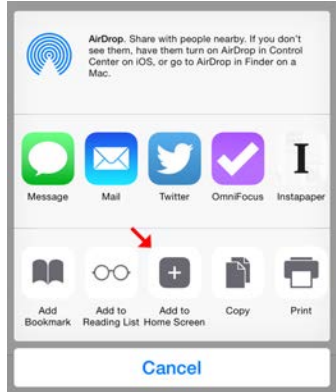 AirDrop. Share with people nearby. If you don't
see them, have them turn on AirDrop in Control
Center on iOS, or go to AirDrop in Finder on a
Mac.
I
Message Mail Twitter OmniFocus Instapaper
Add Add to Add to Copy Print
Bookmark Reading List Home Screen
Cancel